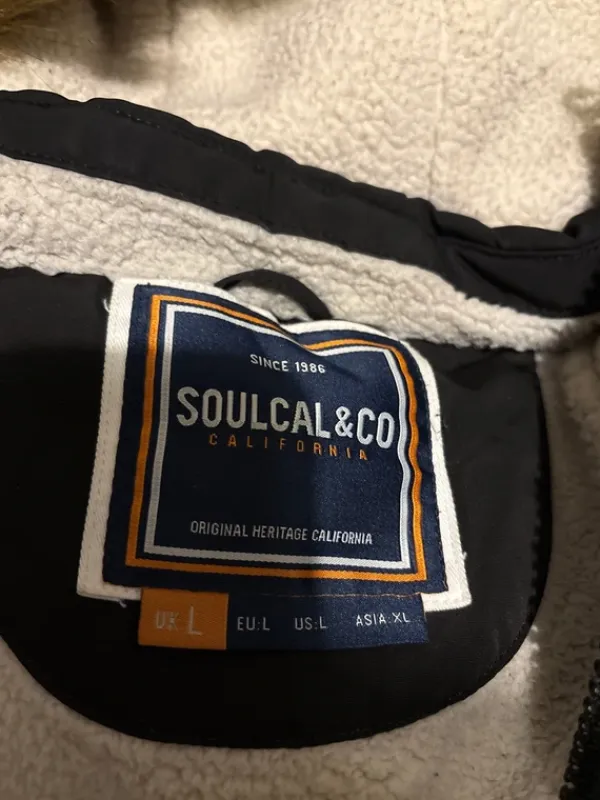 SINCE 1986
SOULCAL&CO
CALIFORNIA
ORIGINAL HERITAGE CALIFORNIA
UK L EU:L US:L ASIA:XL